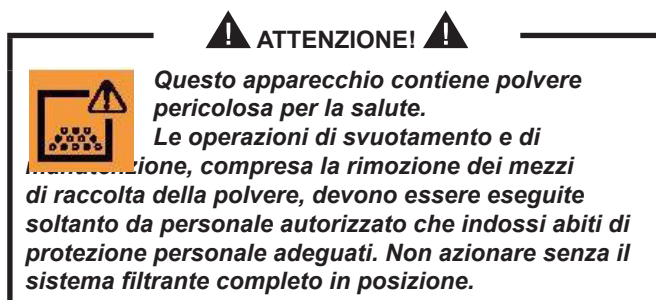 ATTENZIONE!
Questo apparecchio contiene polvere
pericolosa per la salute.
Le operazioni di svuotamento e di
manutenzione, compresa la rimozione dei mezzi
di raccolta della polvere, devono essere eseguite
soltanto da personale autorizzato che indossi abiti di
protezione personale adeguati. Non azionare senza il
sistema filtrante completo in posizione.